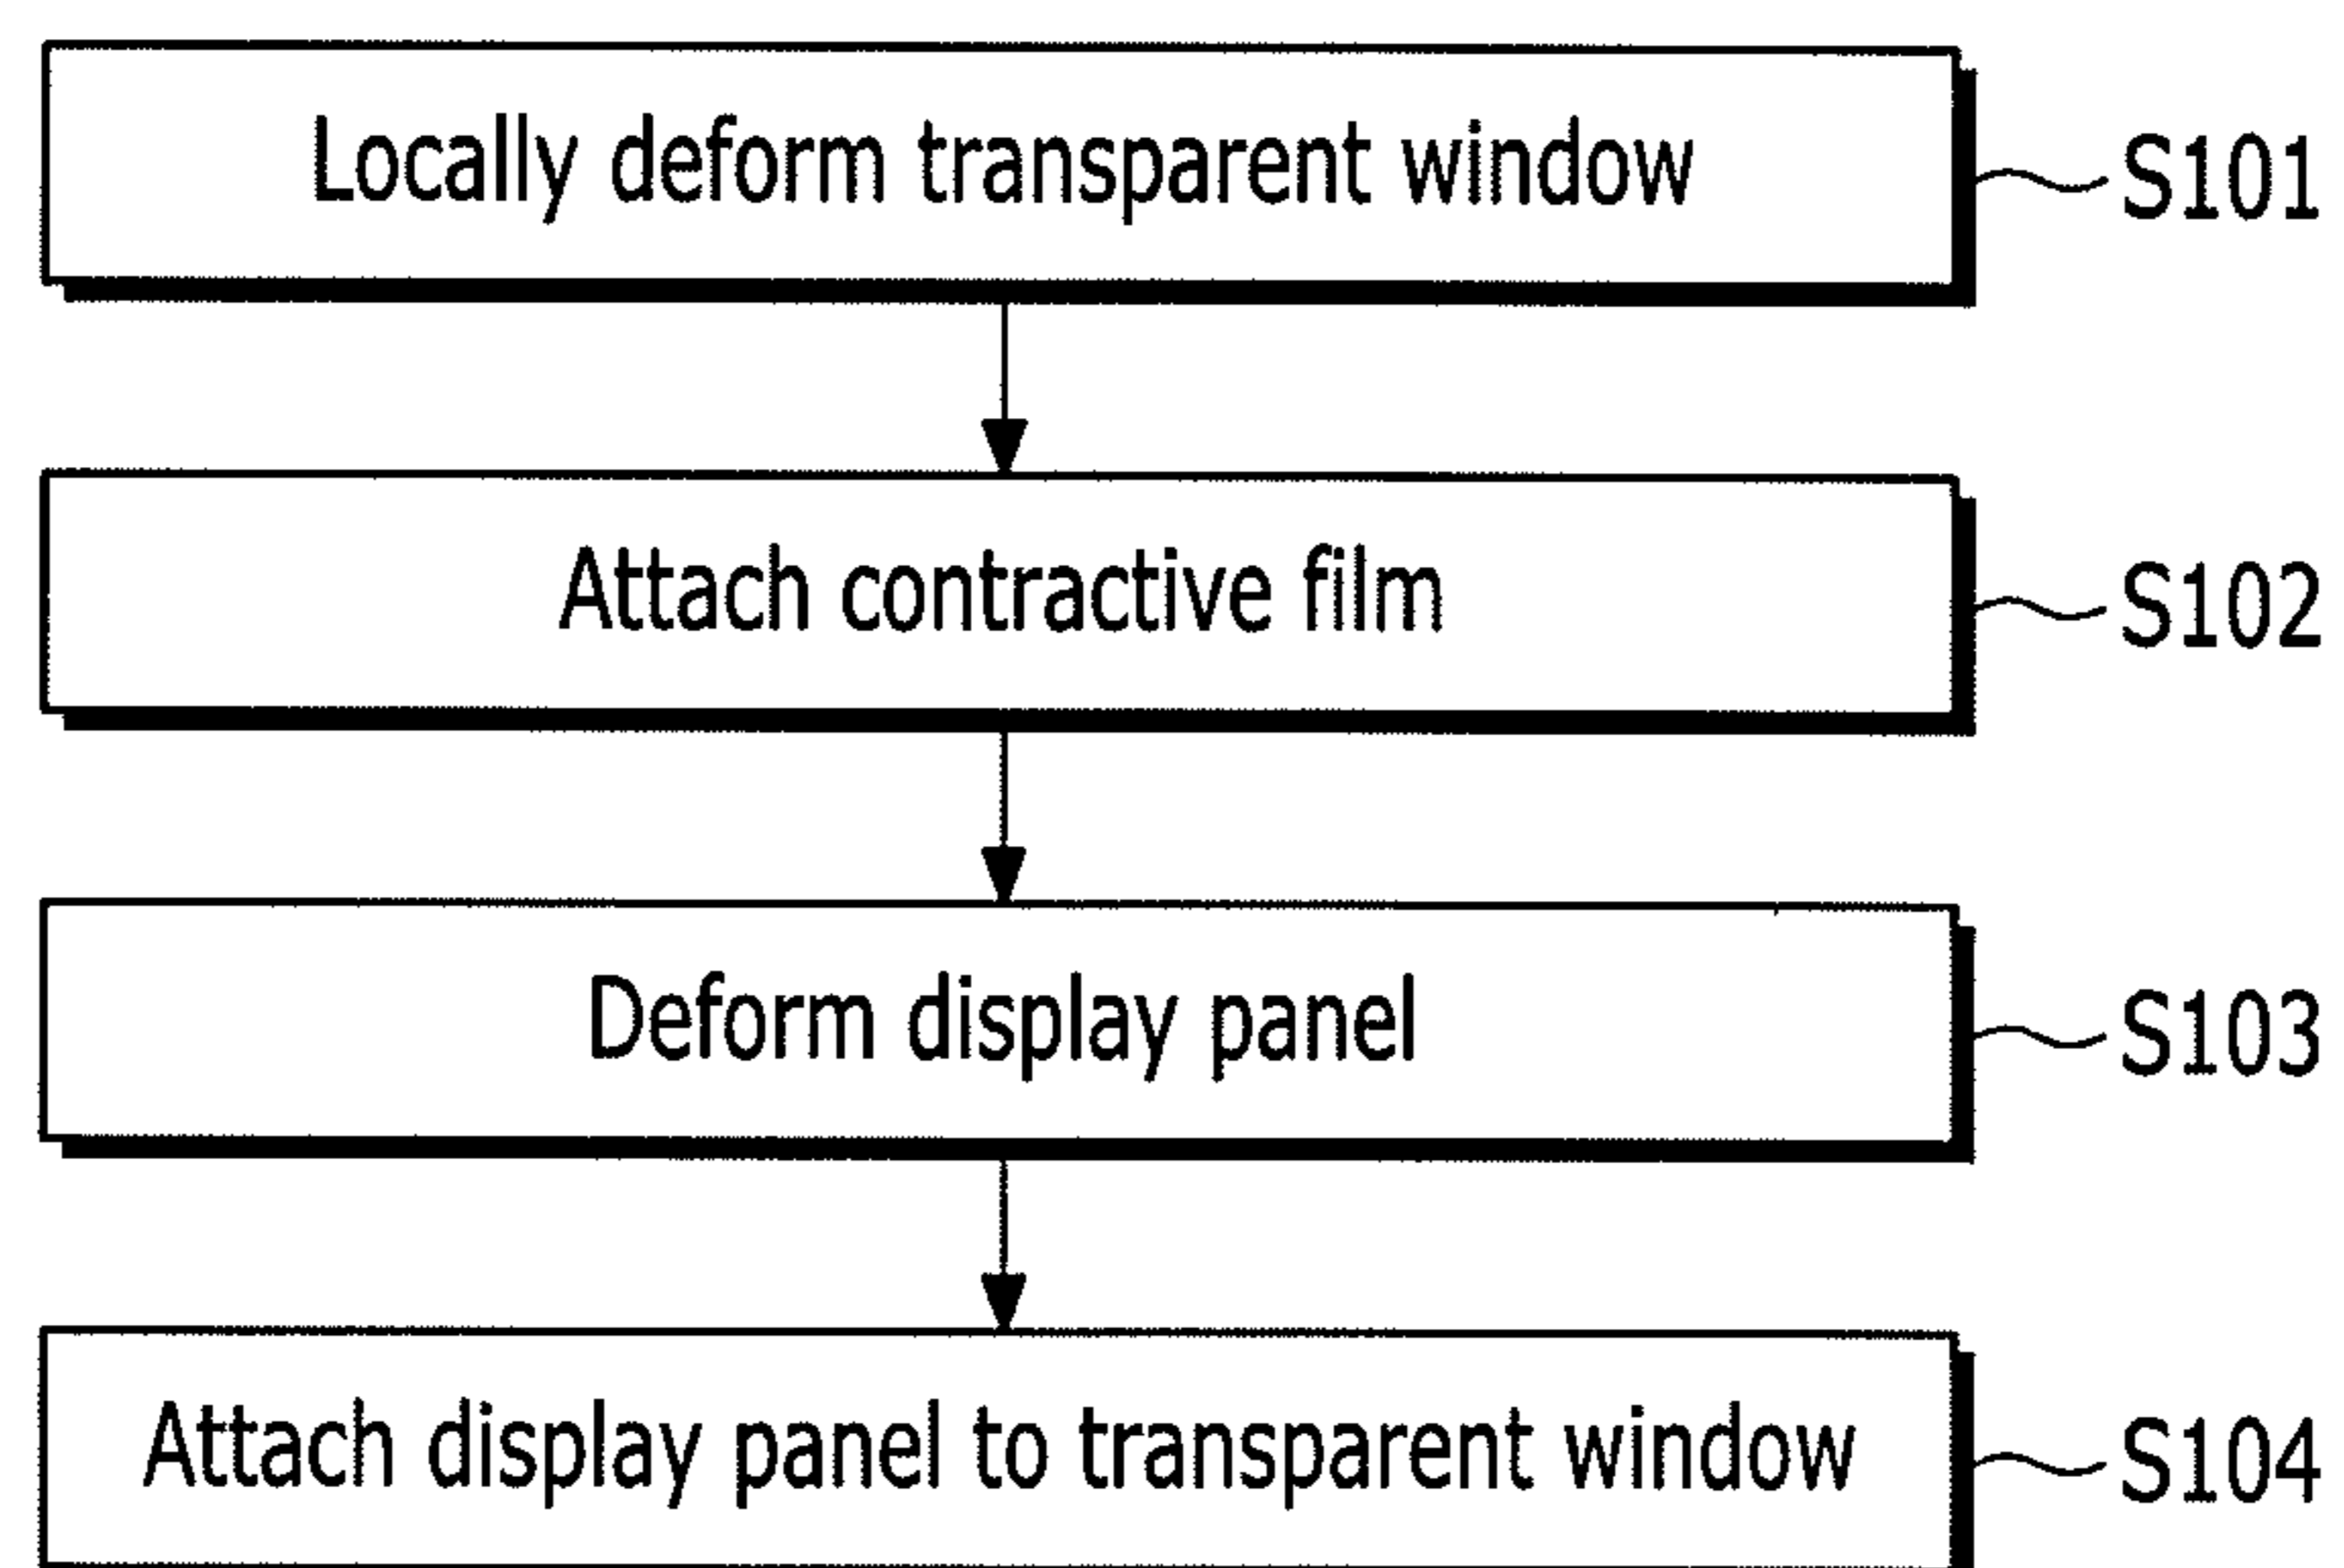 Locally deform transparent window
S101
Attach contractive film
S102
Deform display panel
S103
Attach display panel to transparent window
S104